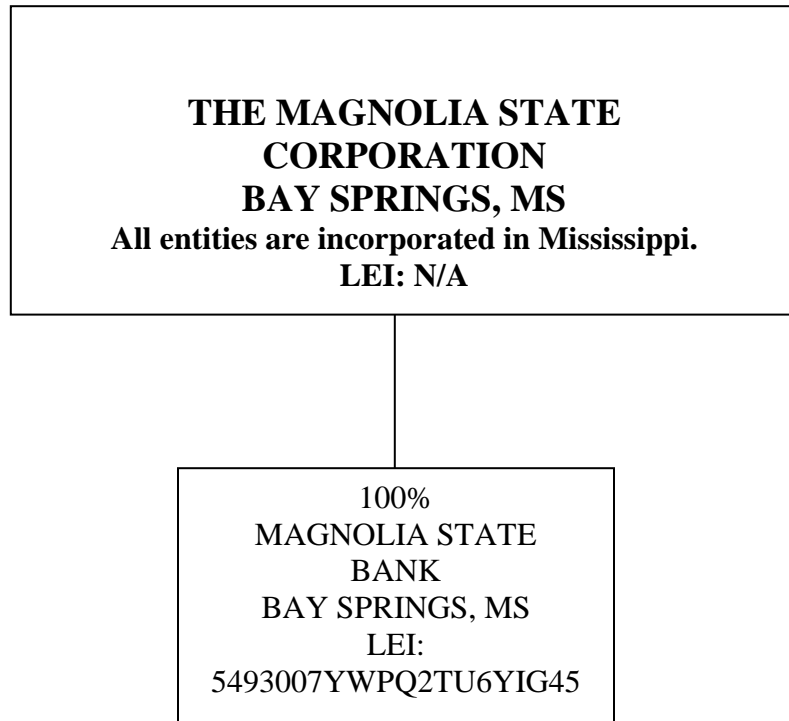 THE MAGNOLIA STATE
CORPORATION
BAY SPRINGS, MS
All entities are incorporated in Mississippi.
LEI: N/A
100%
MAGNOLIA STATE
BANK
BAY SPRINGS, MS
LEI:
5493007YWPQ2TU6YIG45